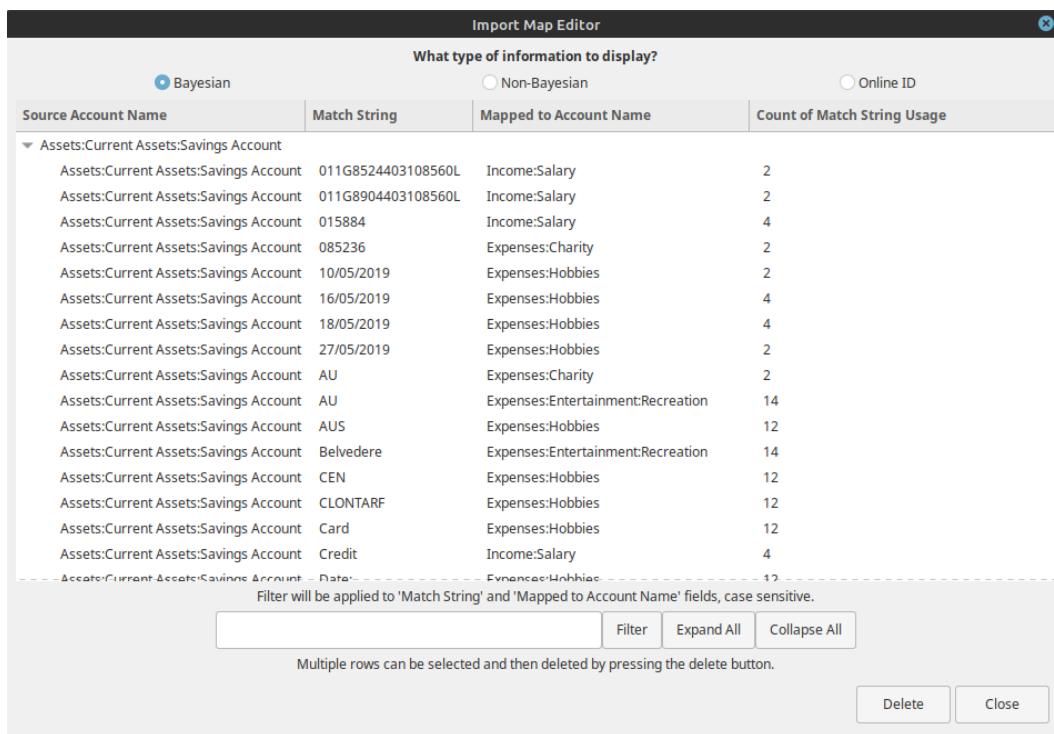 Import Map Editor
What type of information to display?
Bayesian Non-Bayesian Online ID
Source Account Name Match String Mapped to Account Name Count of Match String Usage
Assets:Current Assets:Savings Account
Assets:Current Assets:Savings Account 011G8524403108560L Income:Salary 2
Assets:Current Assets:Savings Account 011G8904403108560L Income:Salary 2
Assets:Current Assets:Savings Account 015884 Income:Salary 4
Assets:Current Assets:Savings Account 085236 Expenses:Charity 2
Assets:Current Assets:Savings Account 10/05/2019 Expenses:Hobbies 2
Assets:Current Assets:Savings Account 16/05/2019 Expenses:Hobbies 4
Assets:Current Assets:Savings Account 18/05/2019 Expenses:Hobbies 4
Assets:Current Assets:Savings Account 27/05/2019 Expenses:Hobbies 2
Assets:Current Assets:Savings Account AU Expenses:Charity 2
Assets:Current Assets:Savings Account AU Expenses:Entertainment:Recreation 14
Assets:Current Assets:Savings Account AUS Expenses:Hobbies 12
Assets:Current Assets:Savings Account Belvedere Expenses:Entertainment:Recreation 14
Assets:Current Assets:Savings Account CEN Expenses:Hobbies 12
Assets:Current Assets:Savings Account CLONTARF Expenses:Hobbies 12
Assets:Current Assets:Savings Account Card Expenses:Hobbies 12
Assets:Current Assets:Savings Account Credit Income:Salary 4
Assets:Current Assets:Savings Account Date: Expenses:Hobbies 12
Filter will be applied to 'Match String' and 'Mapped to Account Name' fields, case sensitive.
Filter Expand All Collapse All
Multiple rows can be selected and then deleted by pressing the delete button.
Delete Close